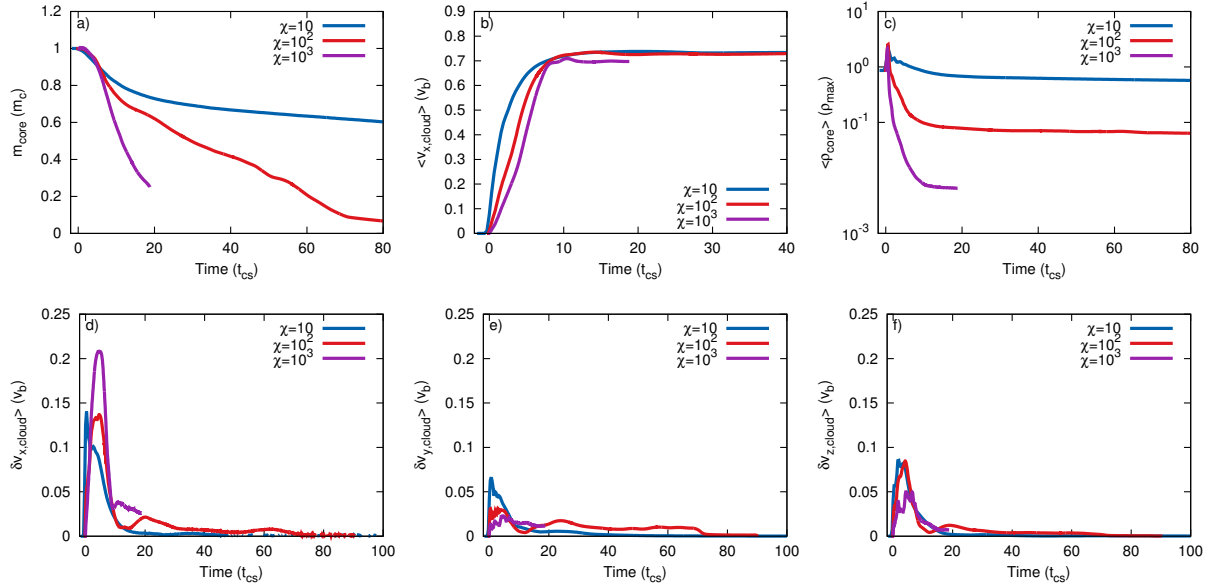 a)
χ=10
χ=10²
χ=10³
1.2
1
0.8
0.6
0.4
0.2
0
0 20 40 60 80
m_core (m_c)
Time (t_cs)
b)
0.9
0.8
0.7
0.6
0.5
0.4
0.3
0.2
0.1
0
0 10 20 30 40
<v_x,cloud> (v_b)
χ=10
χ=10²
χ=10³
Time (t_cs)
c)
χ=10
χ=10²
χ=10³
10¹
10⁰
10⁻¹
10⁻³
0 20 40 60 80
<ρ_core> (ρ_max)
Time (t_cs)
d)
χ=10
χ=10²
χ=10³
0.25
0.2
0.15
0.1
0.05
0
0 20 40 60 80 100
δv_x,cloud> (v_b)
Time (t_cs)
e)
χ=10
χ=10²
χ=10³
0.25
0.2
0.15
0.1
0.05
0
0 20 40 60 80 100
δv_y,cloud> (v_b)
Time (t_cs)
f)
χ=10
χ=10²
χ=10³
0.25
0.2
0.15
0.1
0.05
0
0 20 40 60 80 100
δv_z,cloud> (v_b)
Time (t_cs)